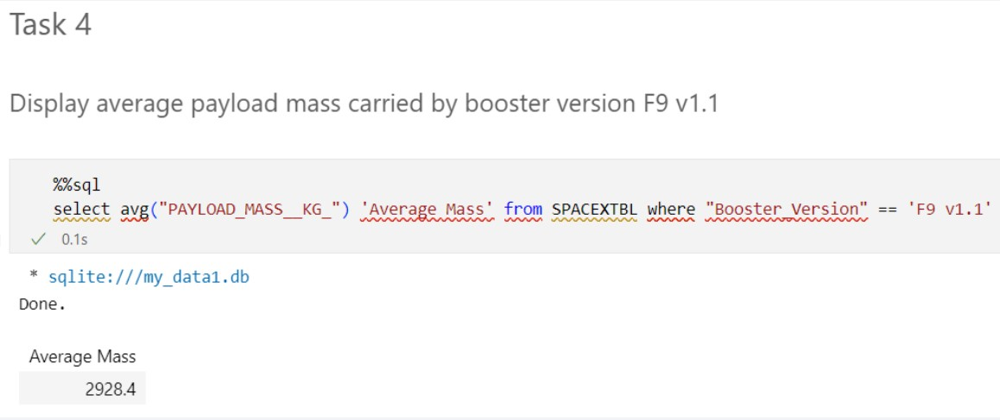 Task 4
Display average payload mass carried by booster version F9 v1.1
%%sql
select avg("PAYLOAD_MASS__KG_") 'Average Mass' from SPACEXTBL where "Booster_Version" == 'F9 v1.1'
0.1s
* sqlite:///my_data1.db
Done.
Average Mass
2928.4